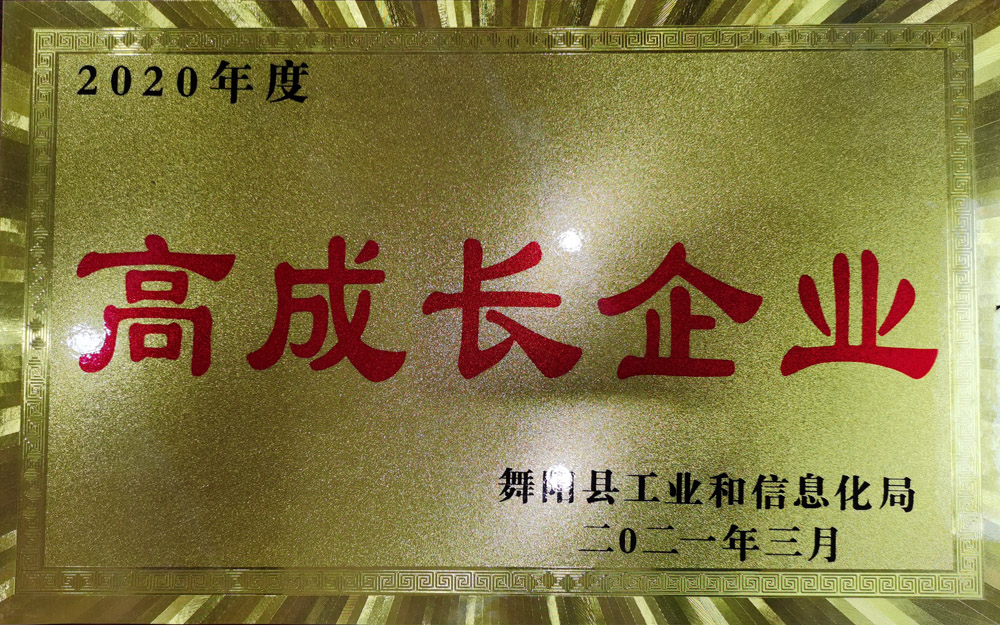 2020年度
高成长企业
舞阳县工业和信息化局
二0二一年三月